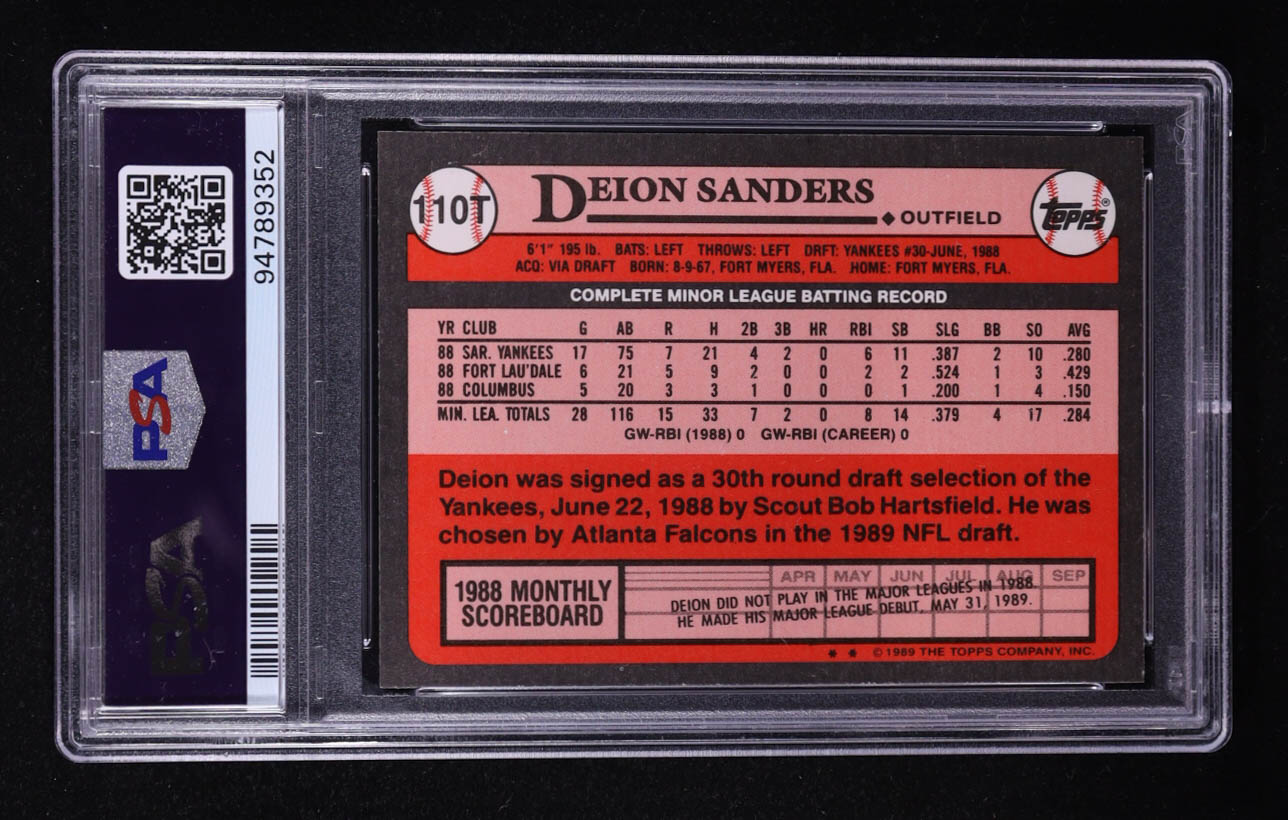 94789352
PSA
PSA
110T
DEION SANDERS
◆ OUTFIELD
TOPPS®
6'1" 195 lb. BATS: LEFT THROWS: LEFT DRFT: YANKEES #30-JUNE, 1988
ACQ: VIA DRAFT BORN: 8-9-67, FORT MYERS, FLA. HOME: FORT MYERS, FLA.
COMPLETE MINOR LEAGUE BATTING RECORD
YR CLUB G AB R H 2B 3B HR RBI SB SLG BB SO AVG
88 SAR. YANKEES 17 75 7 21 4 2 0 6 11 .387 2 10 .280
88 FORT LAU'DALE 6 21 5 9 2 0 0 2 2 .524 1 3 .429
88 COLUMBUS 5 20 3 3 1 0 0 0 1 .200 1 4 .150
MIN. LEA. TOTALS 28 116 15 33 7 2 0 8 14 .379 4 17 .284
GW-RBI (1988) 0 GW-RBI (CAREER) 0
Deion was signed as a 30th round draft selection of the
Yankees, June 22, 1988 by Scout Bob Hartsfield. He was
chosen by Atlanta Falcons in the 1989 NFL draft.
1988 MONTHLY
SCOREBOARD
APR MAY JUN JUL AUG SEP
DEION DID NOT PLAY IN THE MAJOR LEAGUES IN 1988.
HE MADE HIS MAJOR LEAGUE DEBUT, MAY 31, 1989.
* * ©1989 THE TOPPS COMPANY, INC.